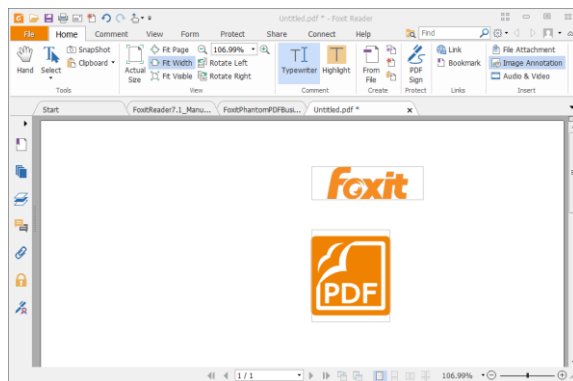 Untitled.pdf * - Foxit Reader
File Home Comment View Form Protect Share Connect Help Find
Hand
Select
SnapShot
Clipboard
Tools
Actual Size
Fit Page
Fit Width
Fit Visible
106.99%
Rotate Left
Rotate Right
View
Typewriter
Highlight
Comment
From File
Create
PDF Sign
Protect
Link
Bookmark
Links
File Attachment
Image Annotation
Audio & Video
Insert
Start FoxitReader7.1_Manu... FoxitPhantomPDFBusi... Untitled.pdf *
Foxit
PDF
1 / 1 106.99%